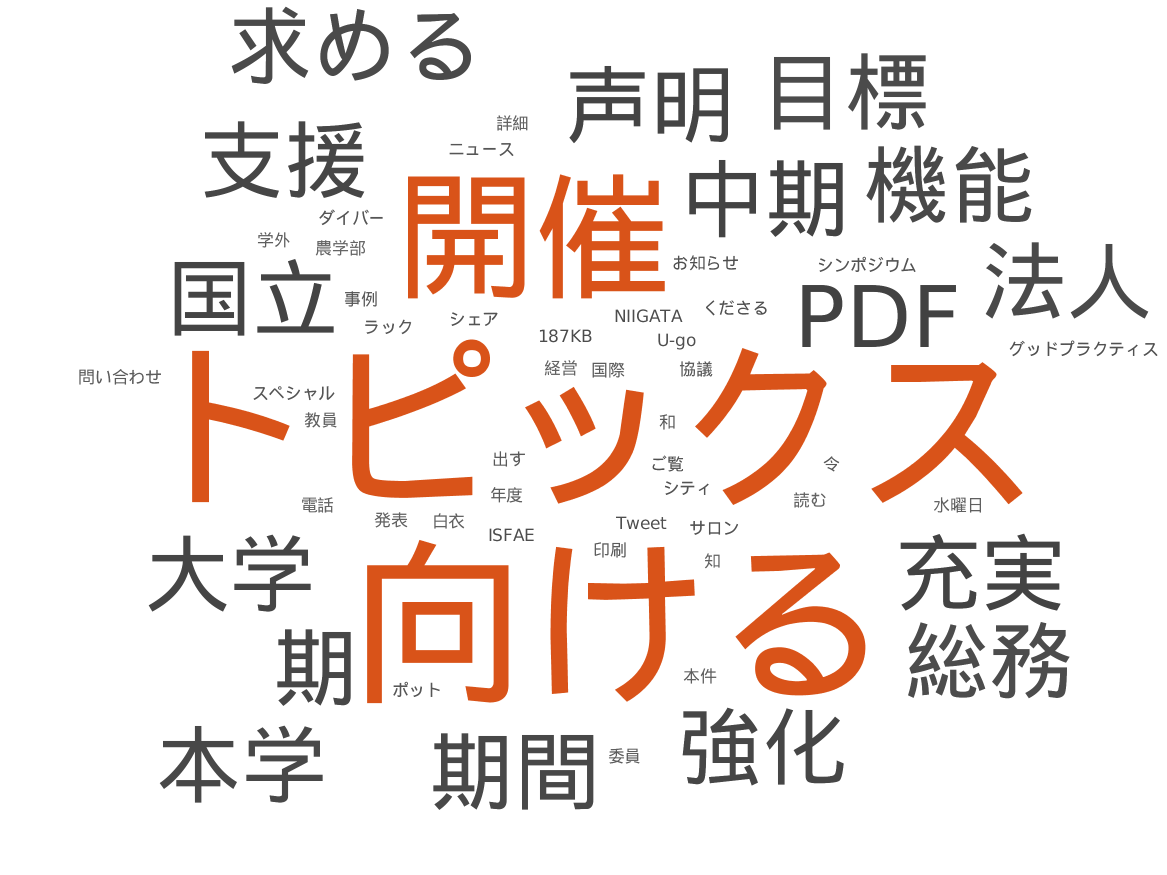 求める
声明
目標
詳細
ニュース
支援
機能
中期
開催
ダイバー
学外
農学部
お知らせ
シンポジウム
法人
国立
事例
PDF
くださる
NIIGATA
シェア
ラック
187KB
U-go
グッドプラクティス
経営
国際
協議
問い合わせ
スペシャル
トピックス
教員
和
出す
ご覧
令
シティ
年度
読む
電話
水曜日
発表
白衣
Tweet
サロン
ISFAE
印刷
知
大学
充実
向ける
期
総務
本件
ポット
本学
期間
委員
強化